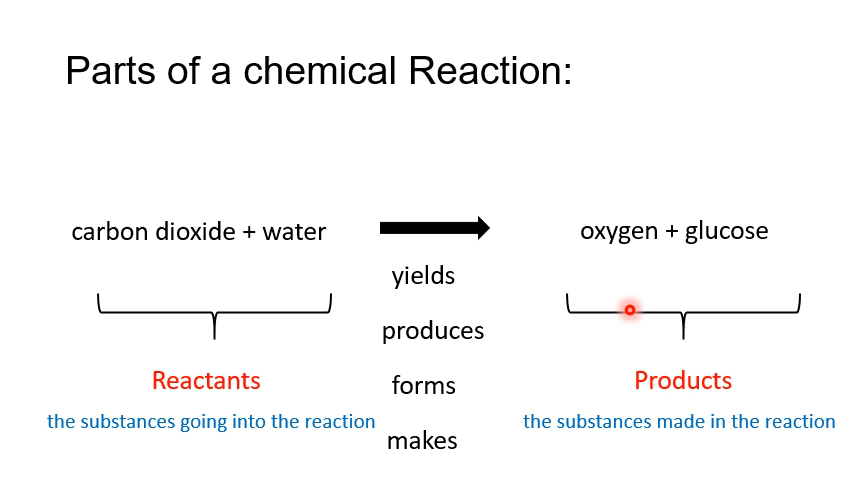 Parts of a chemical Reaction:
carbon dioxide + water
oxygen + glucose
yields
produces
forms
makes
Reactants
the substances going into the reaction
Products
the substances made in the reaction